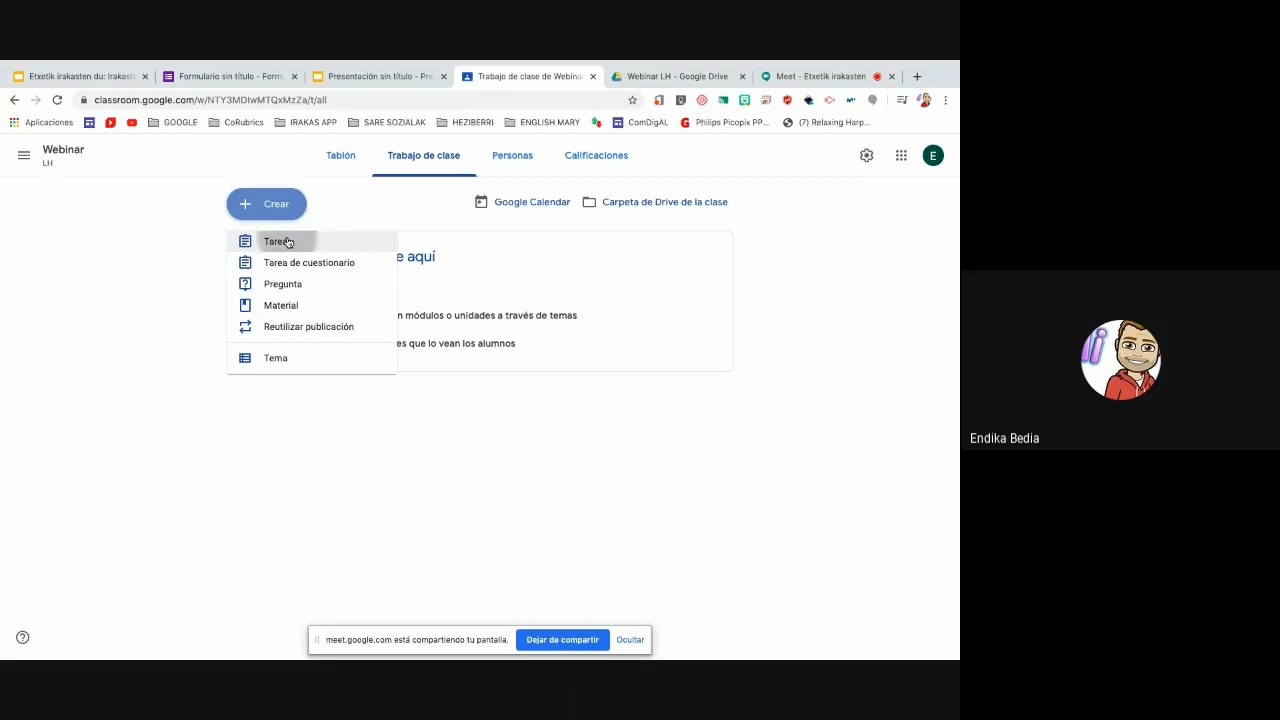 Etxetik irakasten du: Irakasle
Formulario sin título - Formu
Presentación sin título - Pre
Trabajo de clase de Webina
Webinar LH - Google Drive
Meet - Etxetik irakasten
classroom.google.com/w/NTY3MDIwMTQxMzZa/t/all
Aplicaciones
GOOGLE
CoRubrics
IRAKAS APP
SARE SOZIALAK
HEZIBERRI
ENGLISH MARY
ComDigAL
Philips Picopix PP...
(7) Relaxing Harp...
Webinar
LH
Tablón
Trabajo de clase
Personas
Calificaciones
E
Crear
Google Calendar
Carpeta de Drive de la clase
Tarea
e aquí
Tarea de cuestionario
Pregunta
Material
n módulos o unidades a través de temas
Reutilizar publicación
es que lo vean los alumnos
Tema
Endika Bedia
meet.google.com está compartiendo tu pantalla.
Dejar de compartir
Ocultar